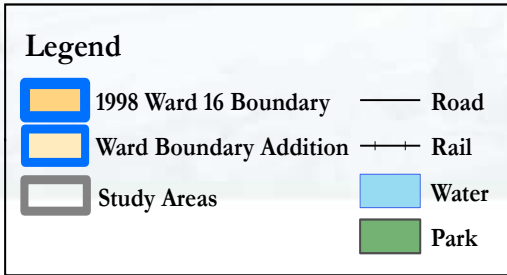 Legend
1998 Ward 16 Boundary
Ward Boundary Addition
Study Areas
Road
Rail
Water
Park